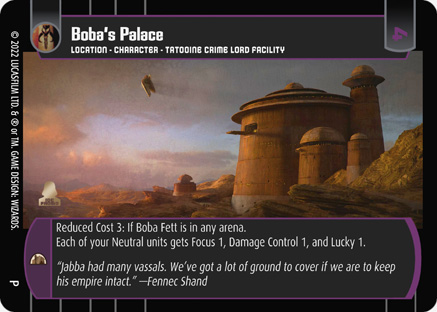 Boba's Palace
LOCATION - CHARACTER - TATOOINE CRIME LORD FACILITY
Reduced Cost 3: If Boba Fett is in any arena.
Each of your Neutral units gets Focus 1, Damage Control 1, and Lucky 1.
"Jabba had many vassals. We've got a lot of ground to cover if we are to keep
his empire intact." —Fennec Shand
© 2022 LUCASFILM LTD. & ® or TM. GAME DESIGN: WIZARDS.
P